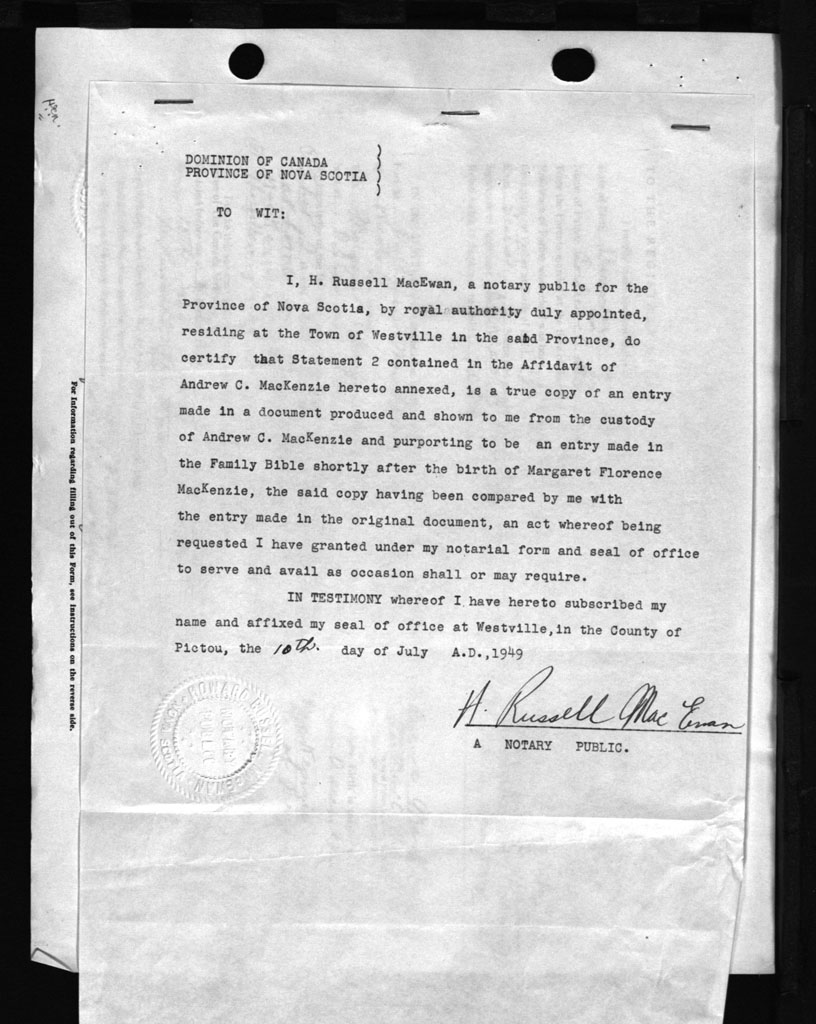 DOMINION OF CANADA
PROVINCE OF NOVA SCOTIA
TO WIT:
I, H. Russell MacEwan, a notary public for the
Province of Nova Scotia, by royal authority duly appointed,
residing at the Town of Westville in the said Province, do
certify that Statement 2 contained in the Affidavit of
Andrew C. MacKenzie hereto annexed, is a true copy of an entry
made in a document produced and shown to me from the custody
of Andrew C. MacKenzie and purporting to be an entry made in
the Family Bible shortly after the birth of Margaret Florence
MacKenzie, the said copy having been compared by me with
the entry made in the original document, an act whereof being
requested I have granted under my notarial form and seal of office
to serve and avail as occasion shall or may require.
IN TESTIMONY whereof I have hereto subscribed my
name and affixed my seal of office at Westville, in the County of
Pictou, the 10th. day of July A.D., 1949
H. Russell MacEwan
A NOTARY PUBLIC.
For Information regarding filling out of this Form, see Instructions on the reverse side.